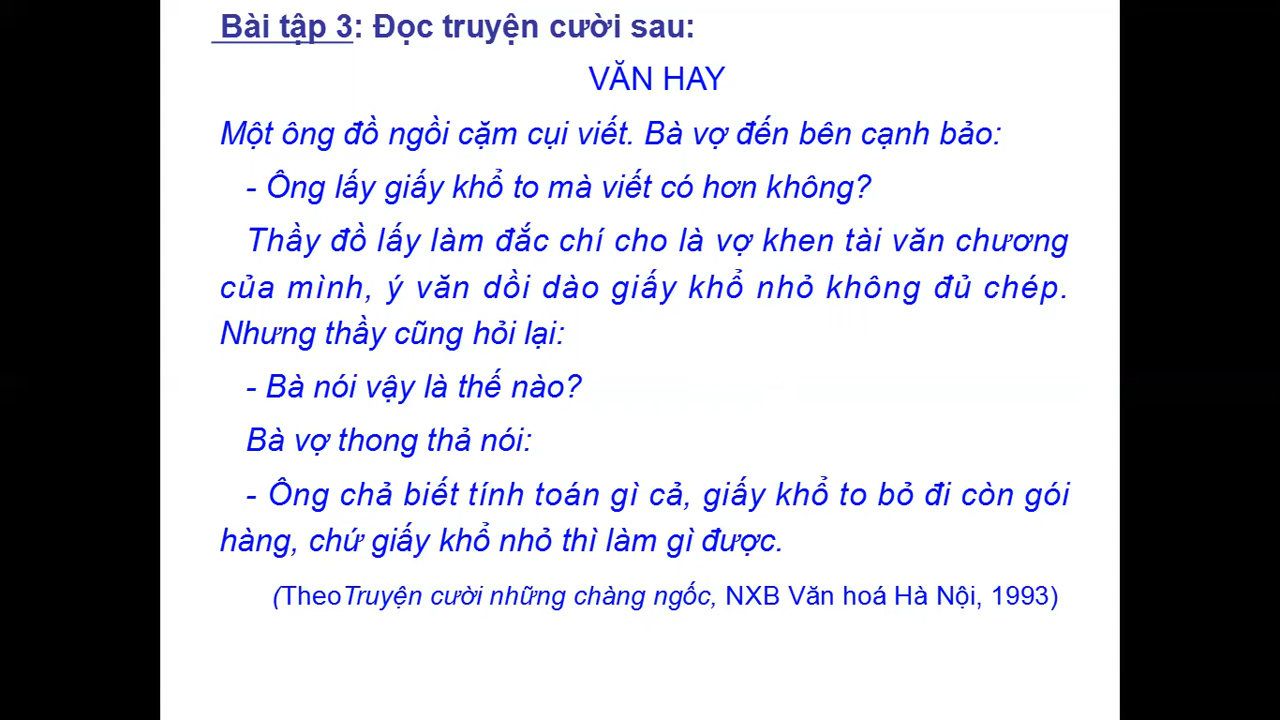 Bài tập 3: Đọc truyện cười sau:
VĂN HAY
Một ông đồ ngồi cặm cụi viết. Bà vợ đến bên cạnh bảo:
- Ông lấy giấy khổ to mà viết có hơn không?
Thầy đồ lấy làm đắc chí cho là vợ khen tài văn chương
của mình, ý văn dồi dào giấy khổ nhỏ không đủ chép.
Nhưng thầy cũng hỏi lại:
- Bà nói vậy là thế nào?
Bà vợ thong thả nói:
- Ông chả biết tính toán gì cả, giấy khổ to bỏ đi còn gói
hàng, chứ giấy khổ nhỏ thì làm gì được.
(TheoTruyện cười những chàng ngốc, NXB Văn hoá Hà Nội, 1993)